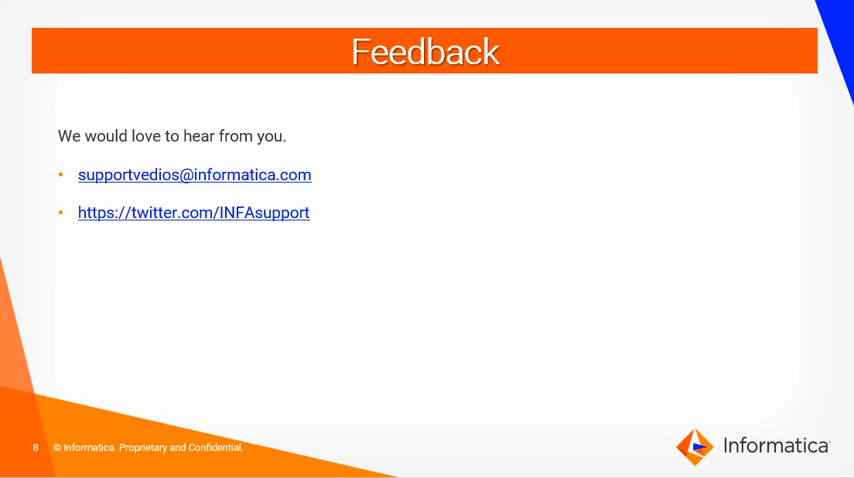 Feedback
We would love to hear from you.
• supportvedios@informatica.com
• https://twitter.com/INFAsupport
8 © Informatica. Proprietary and Confidential.
Informatica